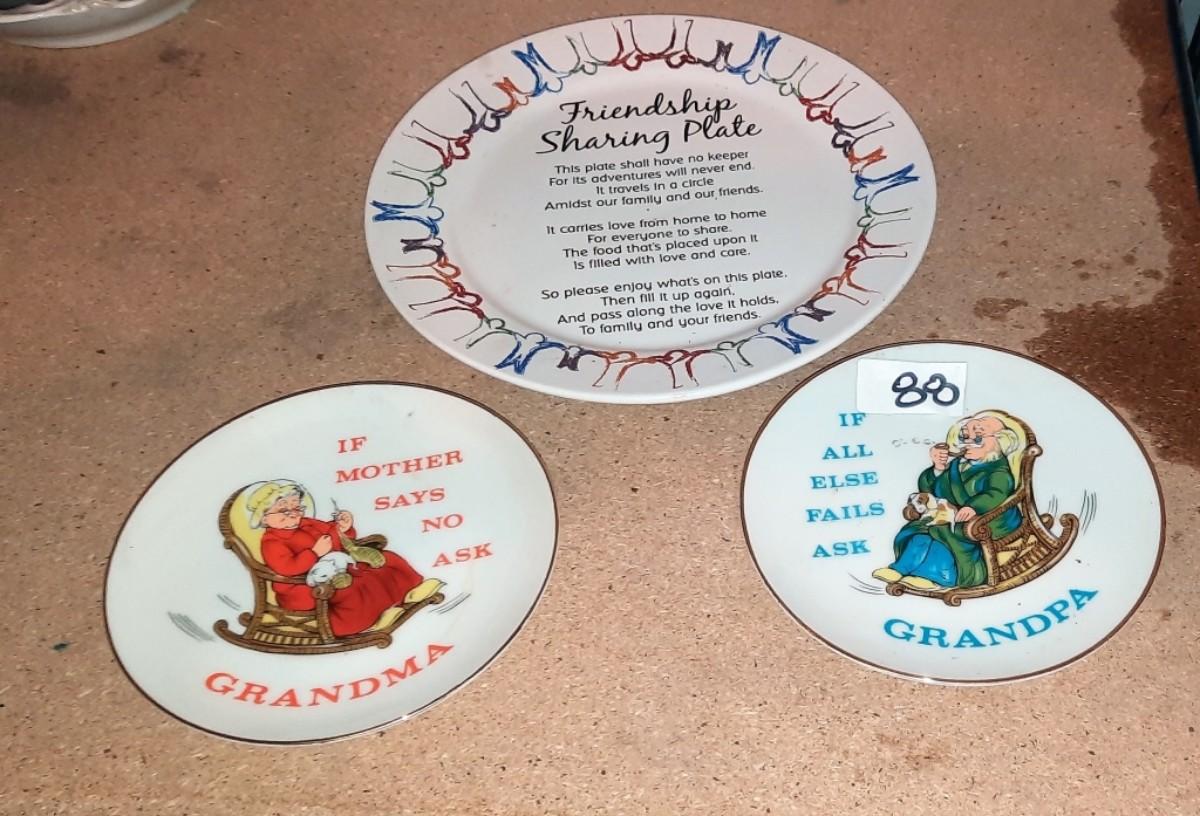 Friendship
Sharing Plate
This plate shall have no keeper
For its adventures will never end.
It travels in a circle
Amidst our family and our friends.
It carries love from home to home
For everyone to share.
The food that's placed upon it
Is filled with love and care.
So please enjoy what's on this plate,
Then fill it up again,
And pass along the love it holds,
To family and your friends.
IF
MOTHER
SAYS
NO
ASK
GRANDMA
88
IF
ALL
ELSE
FAILS
ASK
GRANDPA